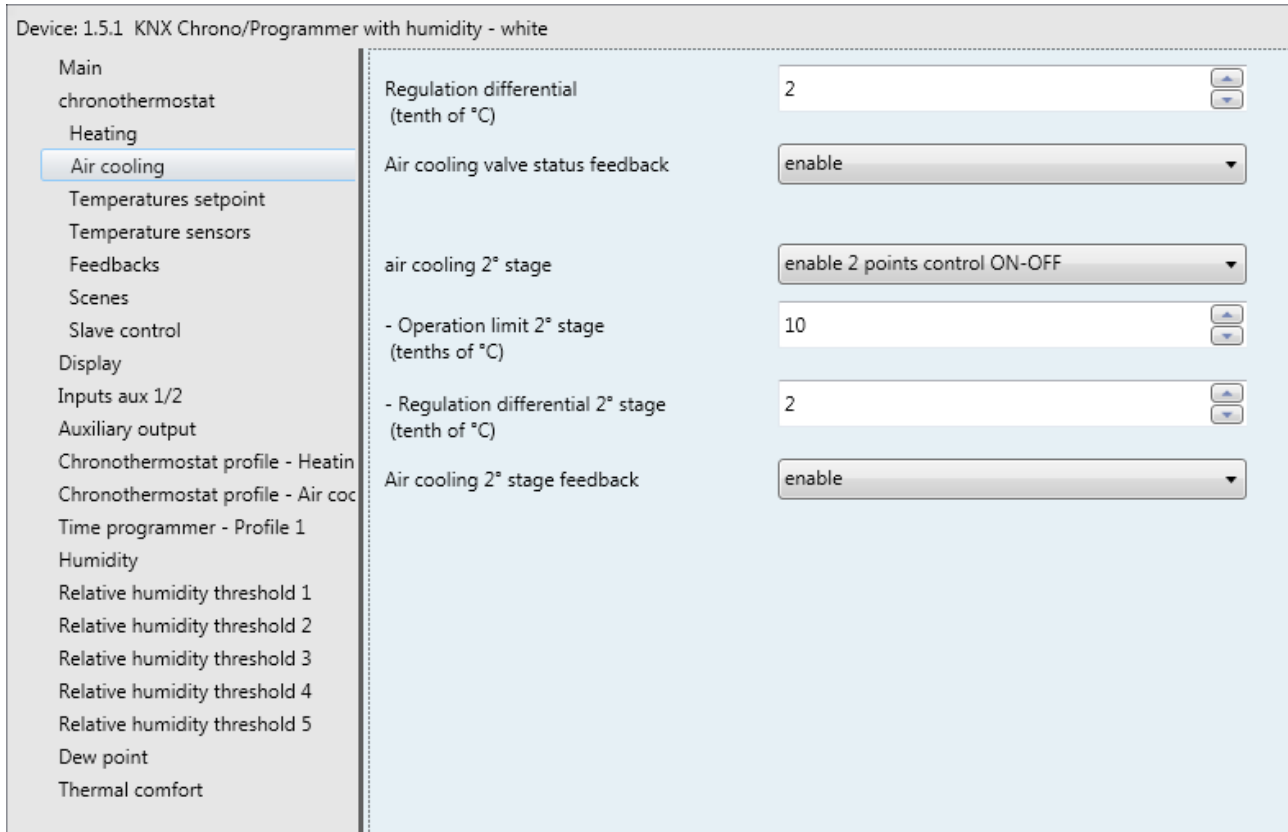 Device: 1.5.1 KNX Chrono/Programmer with humidity - white
Main
chronothermostat
Heating
Air cooling
Temperatures setpoint
Temperature sensors
Feedbacks
Scenes
Slave control
Display
Inputs aux 1/2
Auxiliary output
Chronothermostat profile - Heatin
Chronothermostat profile - Air coc
Time programmer - Profile 1
Humidity
Relative humidity threshold 1
Relative humidity threshold 2
Relative humidity threshold 3
Relative humidity threshold 4
Relative humidity threshold 5
Dew point
Thermal comfort
Regulation differential
(tenth of °C)
2
Air cooling valve status feedback
enable
air cooling 2° stage
enable 2 points control ON-OFF
- Operation limit 2° stage
(tenths of °C)
10
- Regulation differential 2° stage
(tenth of °C)
2
Air cooling 2° stage feedback
enable